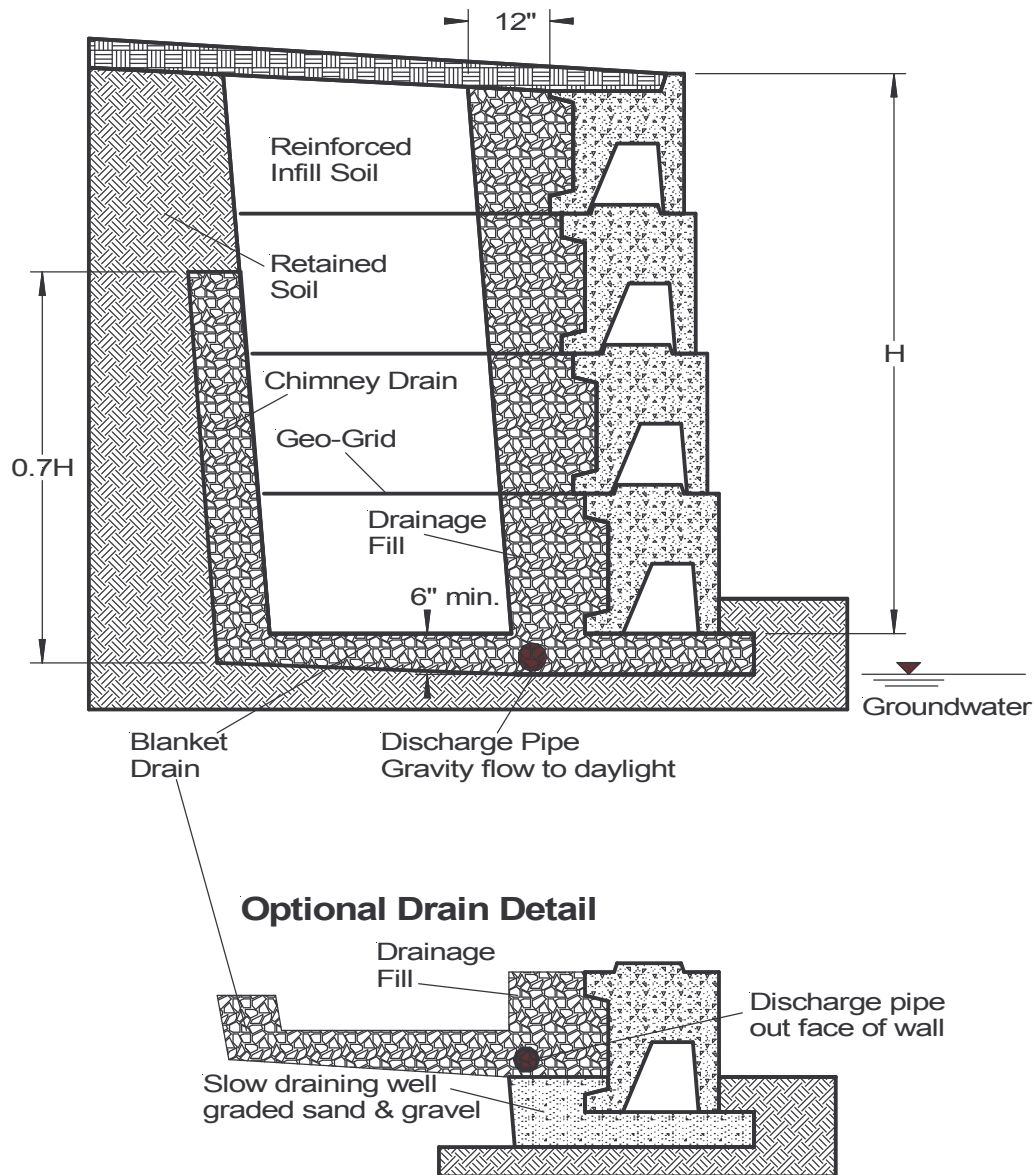 12"
Reinforced
Infill Soil
Retained
Soil
H
Chimney Drain
0.7H
Geo-Grid
Drainage
Fill
6" min.
Groundwater
Blanket
Drain
Discharge Pipe
Gravity flow to daylight
Optional Drain Detail
Drainage
Fill
Discharge pipe
out face of wall
Slow draining well
graded sand & gravel